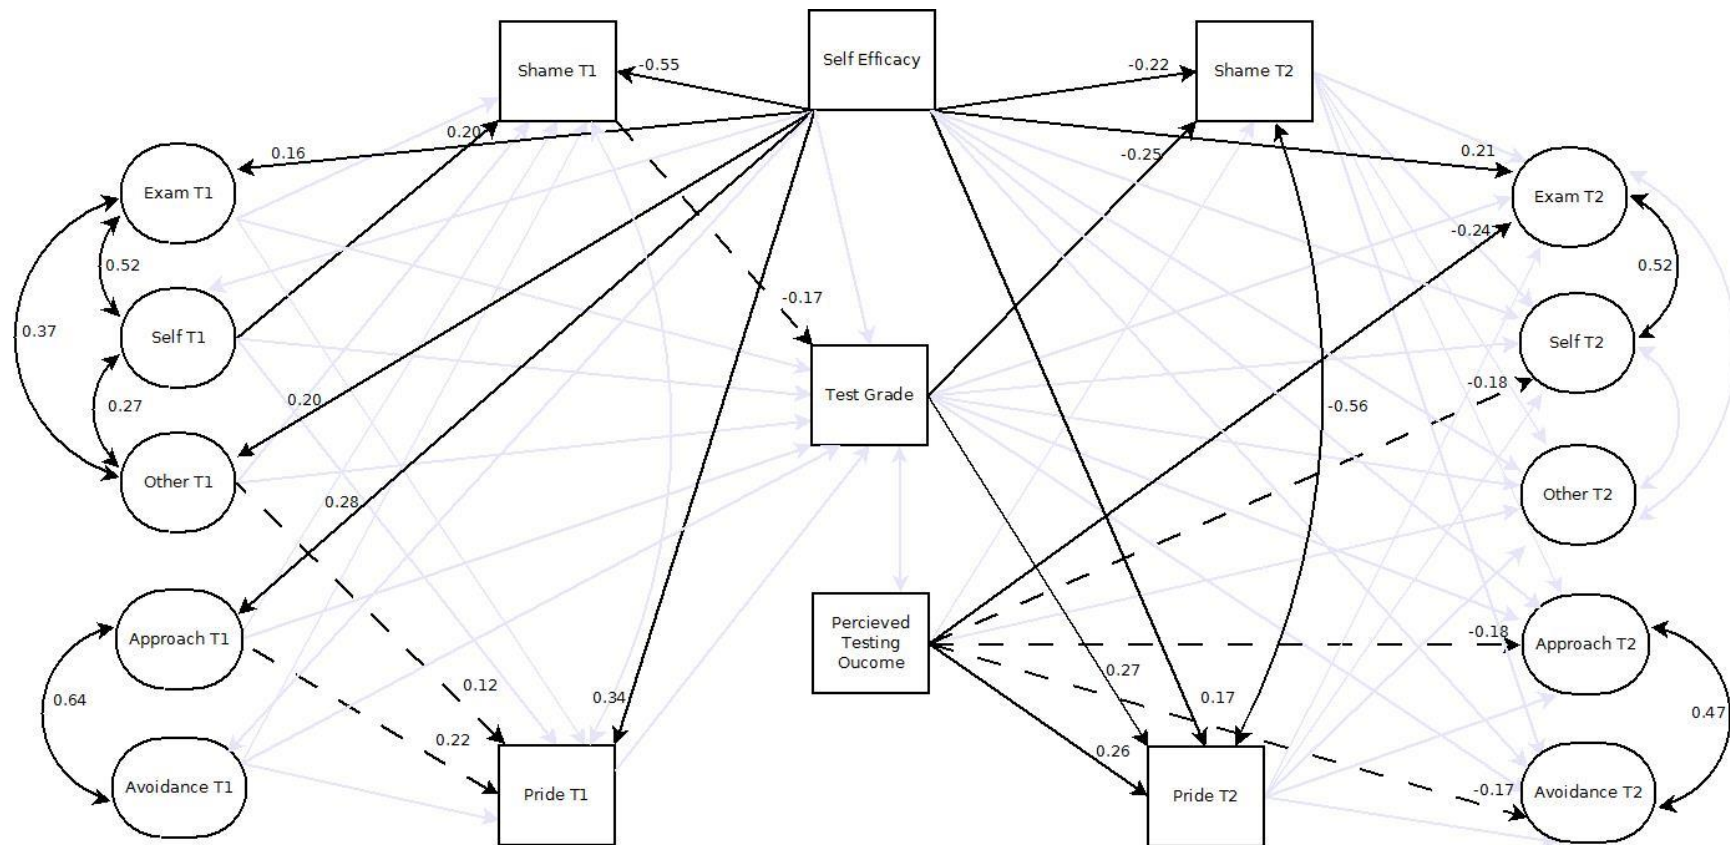 Self Efficacy
Shame T1
-0.55
-0.22
Shame T2
0.20
0.16
-0.25
0.21
Exam T1
Exam T2
-0.24
0.52
0.52
-0.17
0.37
Self T1
Self T2
-0.18
Test Grade
0.20
0.27
-0.56
Other T1
Other T2
0.28
Percieved
Testing
Oucome
Approach T1
-0.18
Approach T2
0.27
0.12
0.34
0.17
0.64
0.47
0.22
0.26
Avoidance T1
Pride T1
Pride T2
-0.17
Avoidance T2